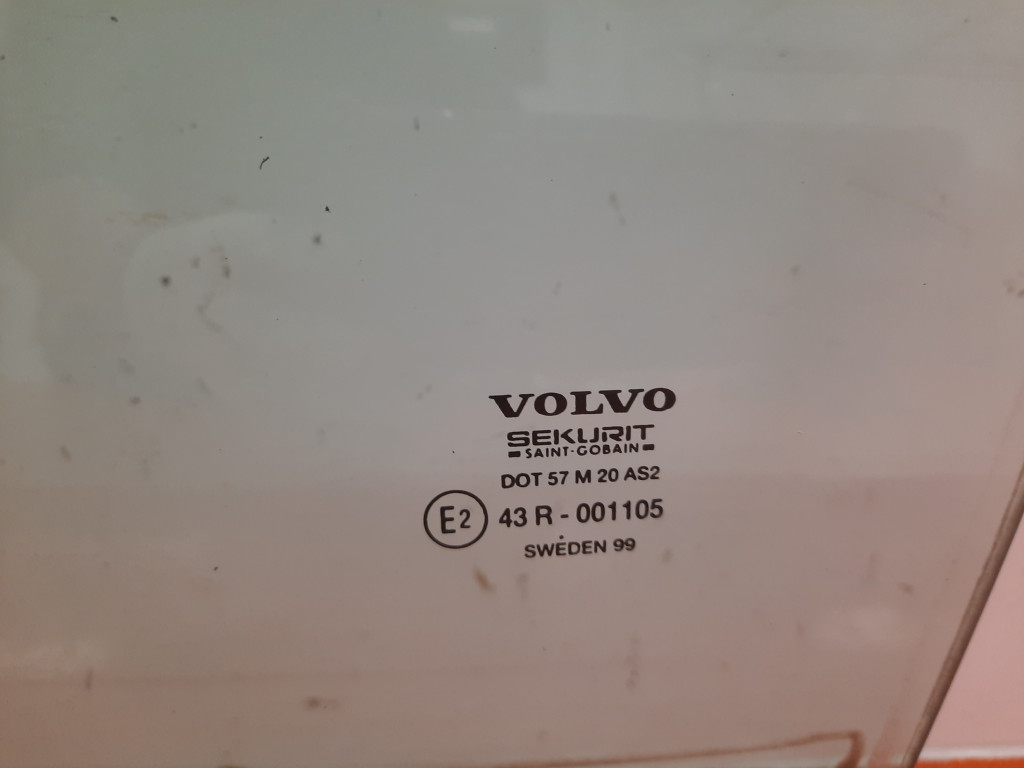 VOLVO
SEKURIT
SAINT-GOBAIN
DOT 57 M 20 AS2
E2 43 R - 001105
SWEDEN 99